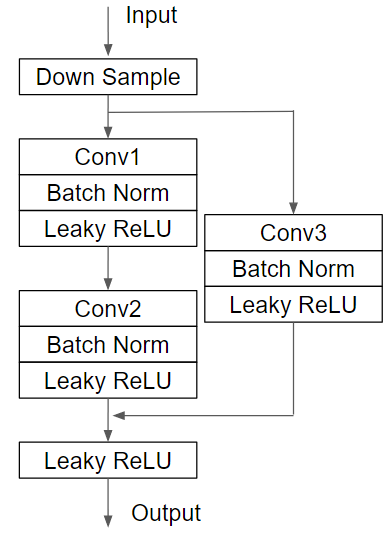 Input
Down Sample
Conv1
Batch Norm
Leaky ReLU
Conv3
Batch Norm
Leaky ReLU
Conv2
Batch Norm
Leaky ReLU
Leaky ReLU
Output